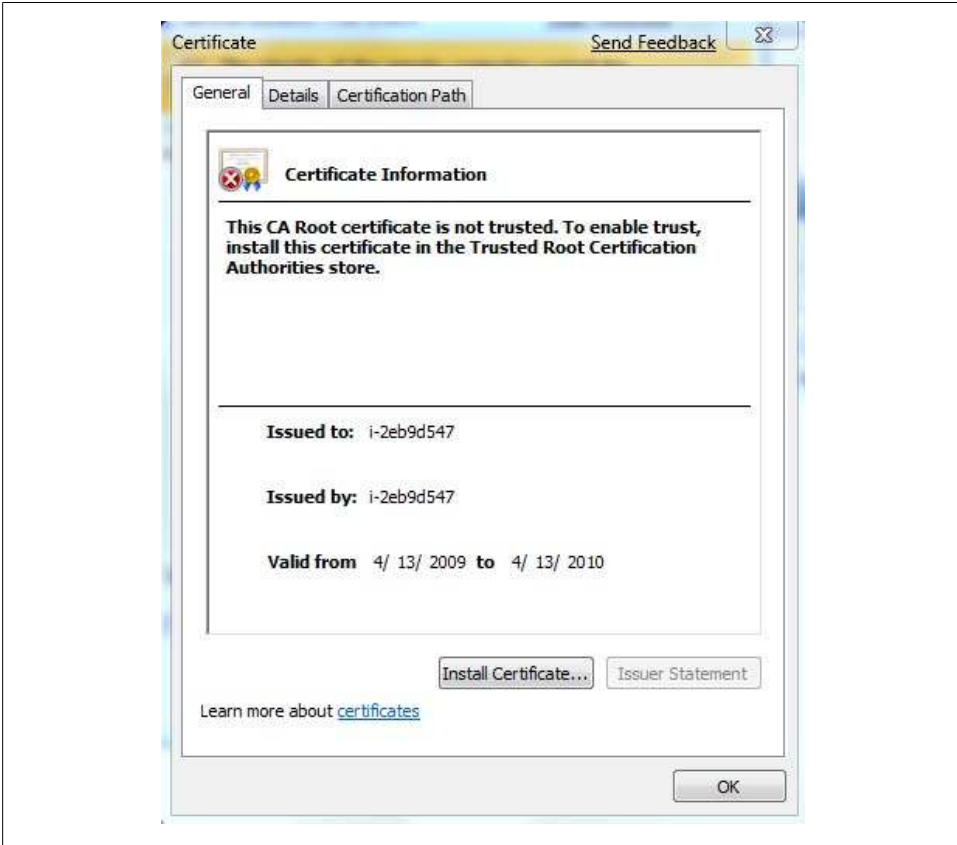 Certificate
Send Feedback
General
Details
Certification Path
Certificate Information
This CA Root certificate is not trusted. To enable trust,
install this certificate in the Trusted Root Certification
Authorities store.
Issued to: i-2eb9d547
Issued by: i-2eb9d547
Valid from 4/ 13/ 2009 to 4/ 13/ 2010
Install Certificate...
Issuer Statement
Learn more about certificates
OK